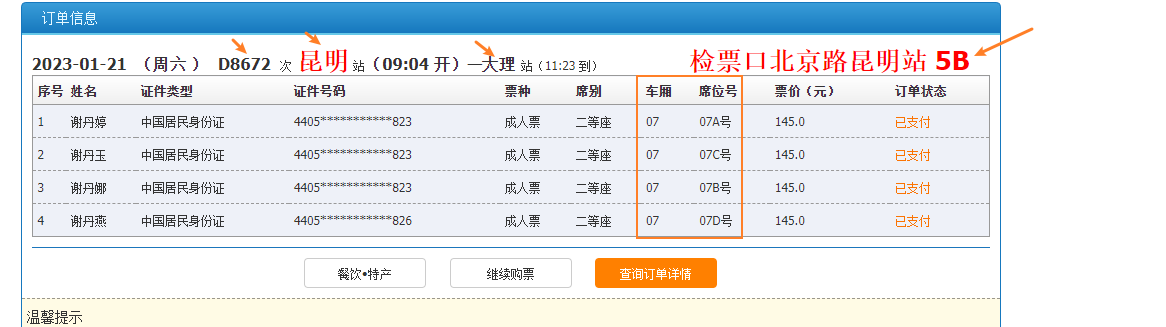 订单信息
2023-01-21 （周六 ） D8672 次 昆明 站（09:04 开）—大理 站（11:23 到） 检票口北京路昆明站 5B
序号 姓名 证件类型 证件号码 票种 席别 车厢 席位号 票价（元） 订单状态
1 谢丹婷 中国居民身份证 4405***********823 成人票 二等座 07 07A号 145.0 已支付
2 谢丹玉 中国居民身份证 4405***********823 成人票 二等座 07 07C号 145.0 已支付
3 谢丹娜 中国居民身份证 4405***********823 成人票 二等座 07 07B号 145.0 已支付
4 谢丹燕 中国居民身份证 4405***********826 成人票 二等座 07 07D号 145.0 已支付
餐饮•特产 继续购票 查询订单详情
温馨提示